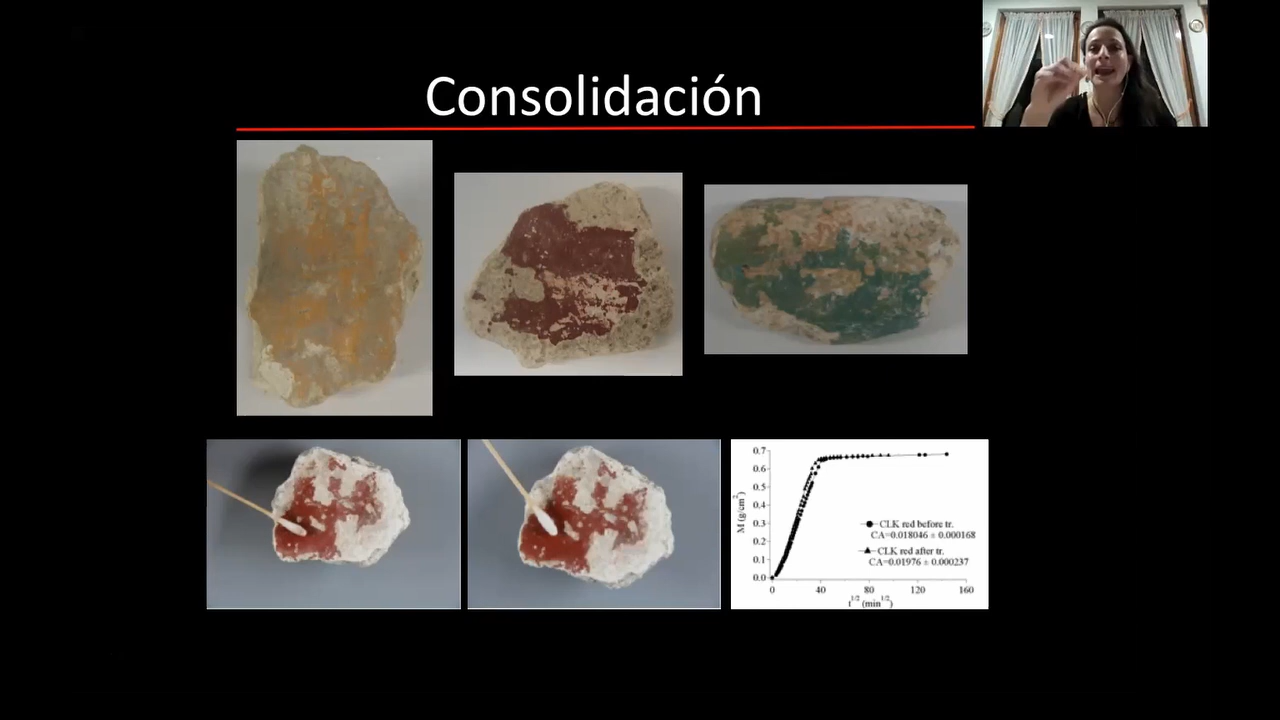 Consolidación
0.7
0.6
0.5
0.4
0.3
0.2
0.1
0.0
M (g/cm²)
CLK red before tr.
CA=0.018046 ± 0.000168
CLK red after tr.
CA=0.01976 ± 0.000237
0 40 80 120 160
t^1/2 (min^1/2)